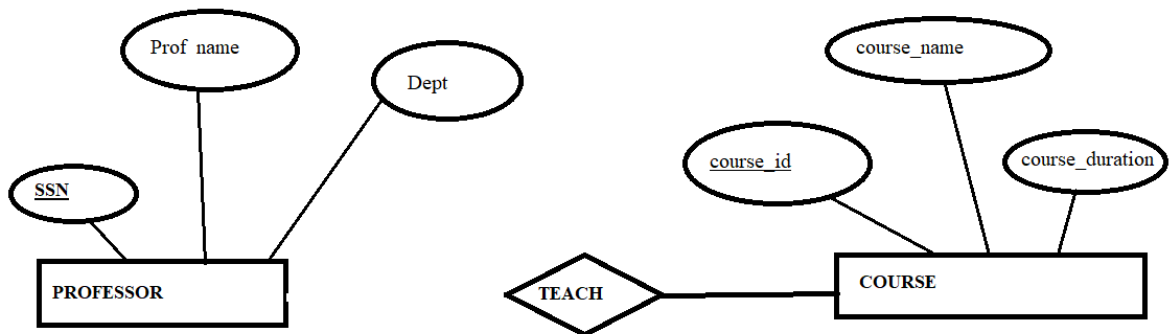 Prof name
course_name
Dept
course_id
course_duration
SSN
PROFESSOR
TEACH
COURSE